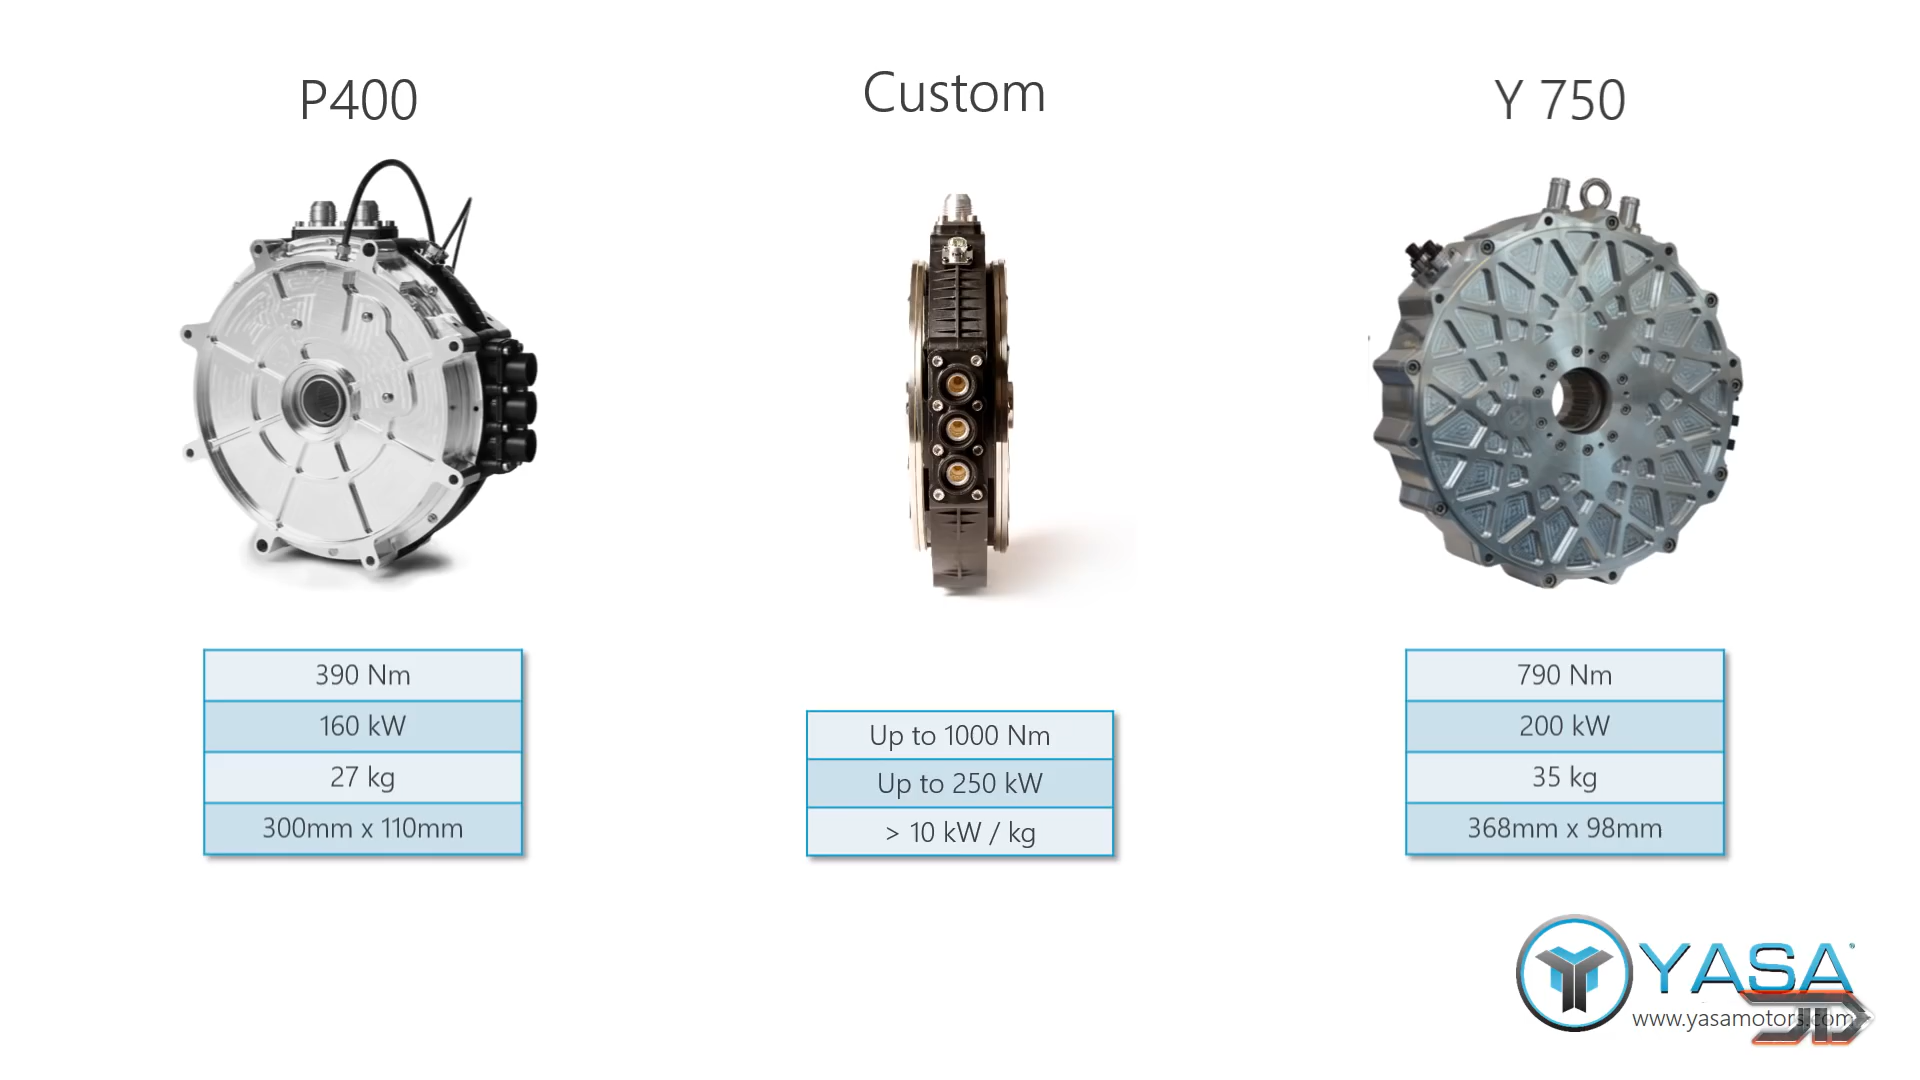 P400
390 Nm
160 kW
27 kg
300mm x 110mm
Custom
Up to 1000 Nm
Up to 250 kW
> 10 kW / kg
Y 750
790 Nm
200 kW
35 kg
368mm x 98mm
YASA
www.yasamotors.com